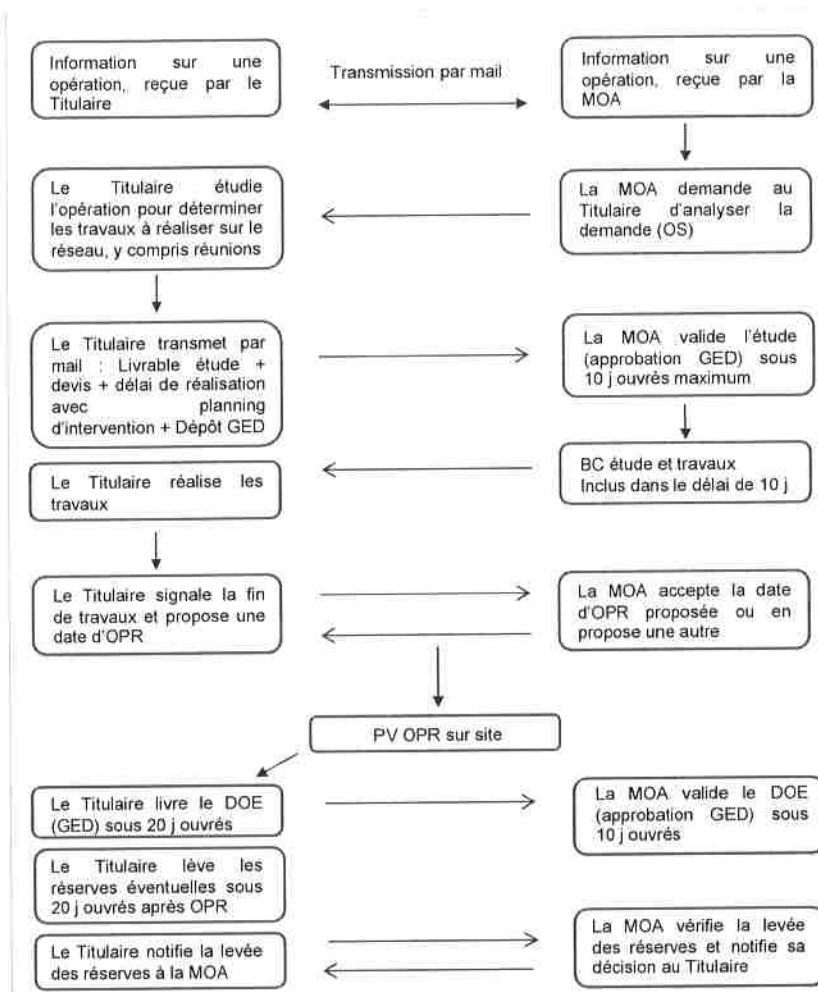 Information sur une
opération, reçue par le
Titulaire
Transmission par mail
Information sur une
opération, reçue par la
MOA
Le Titulaire étudie
l'opération pour déterminer
les travaux à réaliser sur le
réseau, y compris réunions
La MOA demande au
Titulaire d'analyser la
demande (OS)
Le Titulaire transmet par
mail : Livrable étude +
devis + délai de réalisation
avec planning
d'intervention + Dépôt GED
La MOA valide l'étude
(approbation GED) sous
10 j ouvrés maximum
Le Titulaire réalise les
travaux
BC étude et travaux
Inclus dans le délai de 10 j
Le Titulaire signale la fin
de travaux et propose une
date d'OPR
La MOA accepte la date
d'OPR proposée ou en
propose une autre
PV OPR sur site
Le Titulaire livre le DOE
(GED) sous 20 j ouvrés
La MOA valide le DOE
(approbation GED) sous
10 j ouvrés
Le Titulaire lève les
réserves éventuelles sous
20 j ouvrés après OPR
Le Titulaire notifie la levée
des réserves à la MOA
La MOA vérifie la levée
des réserves et notifie sa
décision au Titulaire